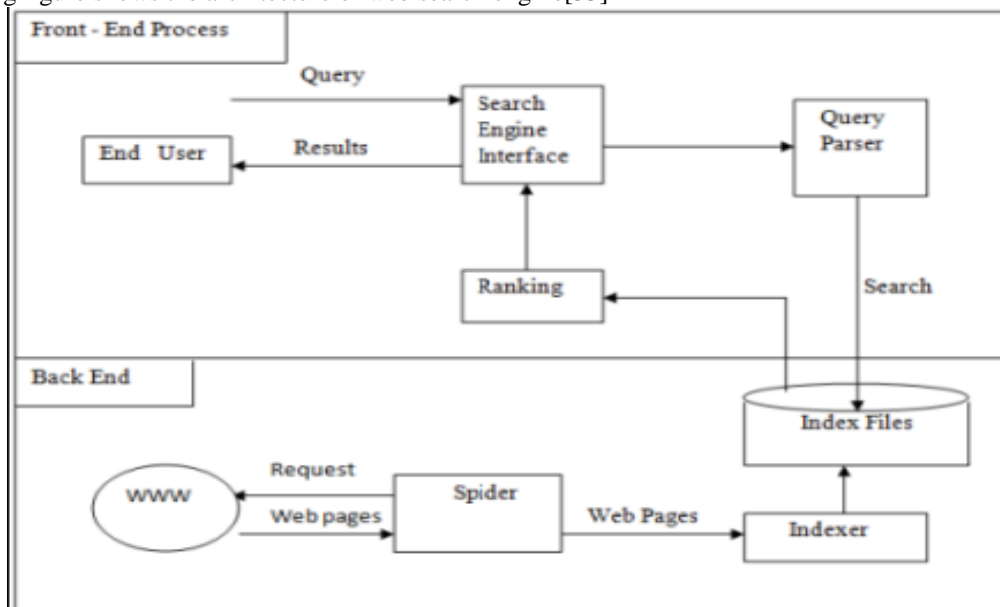 Front - End Process
Query
Search
Engine
Interface
Query
Parser
End User
Results
Ranking
Search
Back End
Index Files
Request
WWW
Spider
Web pages
Web Pages
Indexer